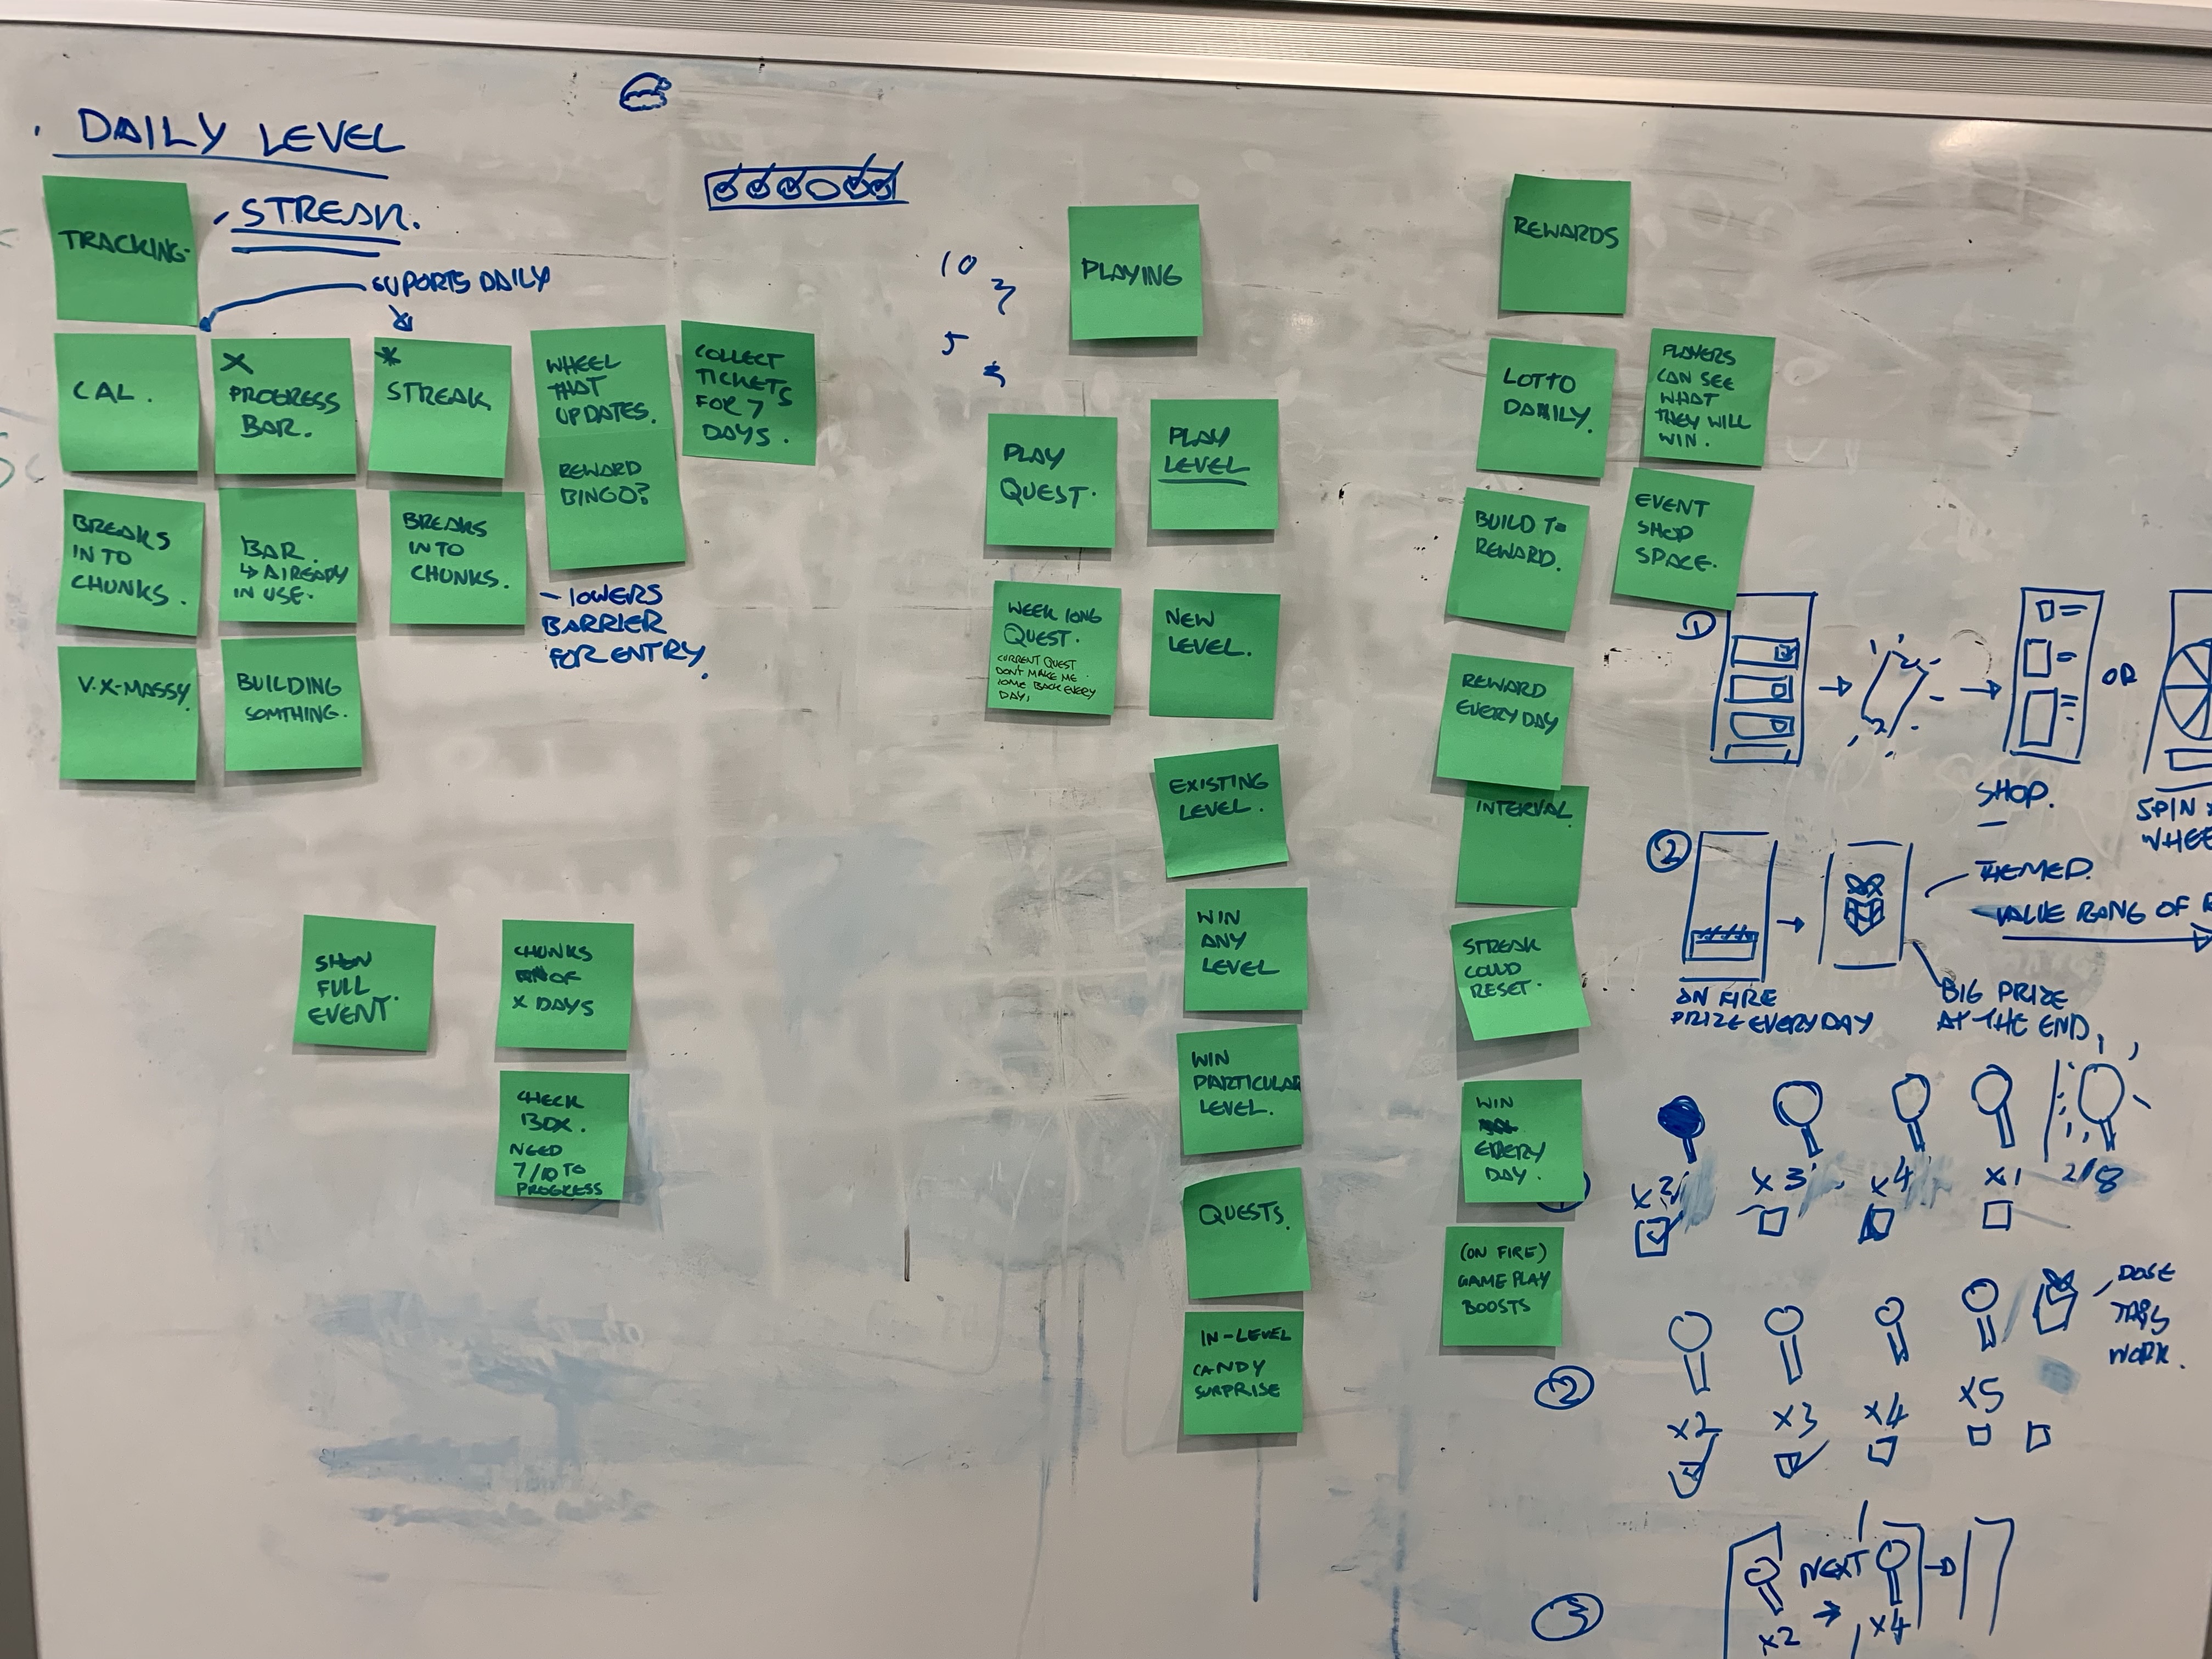 DAILY LEVEL
STREAK.
SUPORTS DAILY
TRACKING.
CAL.
X
PROGRESS
BAR.
*
STREAK
WHEEL
THAT
UPDATES.
REWARD
BINGO?
COLLECT
TICKETS
FOR 7
DAYS.
BREAKS
INTO
CHUNKS.
BAR.
↳ ALREADY
IN USE.
BREAKS
INTO
CHUNKS.
- LOWERS
BARRIER
FOR ENTRY.
V. X-MASSY.
BUILDING
SOMTHING.
SHOW
FULL
EVENT.
CHUNKS
OF
X DAYS
CHECK
BOX.
NEED
7/10 TO
PROGRESS
10
5
PLAYING
PLAY
QUEST.
PLAY
LEVEL
WEEK LONG
QUEST.
CURRENT QUEST
DON'T MAKE ME
COME BACK EVERY
DAY.
NEW
LEVEL.
EXISTING
LEVEL.
WIN
ANY
LEVEL
WIN
PARTICULAR
LEVEL.
QUESTS.
IN-LEVEL
CANDY
SURPRISE
REWARDS
LOTTO
DAILY.
PLAYERS
CAN SEE
WHAT
THEY WILL
WIN.
BUILD TO
REWARD.
EVENT
SHOP
SPACE.
REWARD
EVERY DAY
INTERVAL.
STREAK
COULD
RESET.
WIN
EVERY
DAY.
(ON FIRE)
GAME PLAY
BOOSTS
1
→ → OR
SHOP.
SPIN
WHEE
2
→
THEMED.
VALUE RANG OF
ON FIRE
PRIZE EVERYDAY
BIG PRIZE
AT THE END.
X2 X3 X4 X1 2/8
2
X2 X3 X4 X5
DOSE
THIS
WORK.
3
NEXT
→
X2 X4